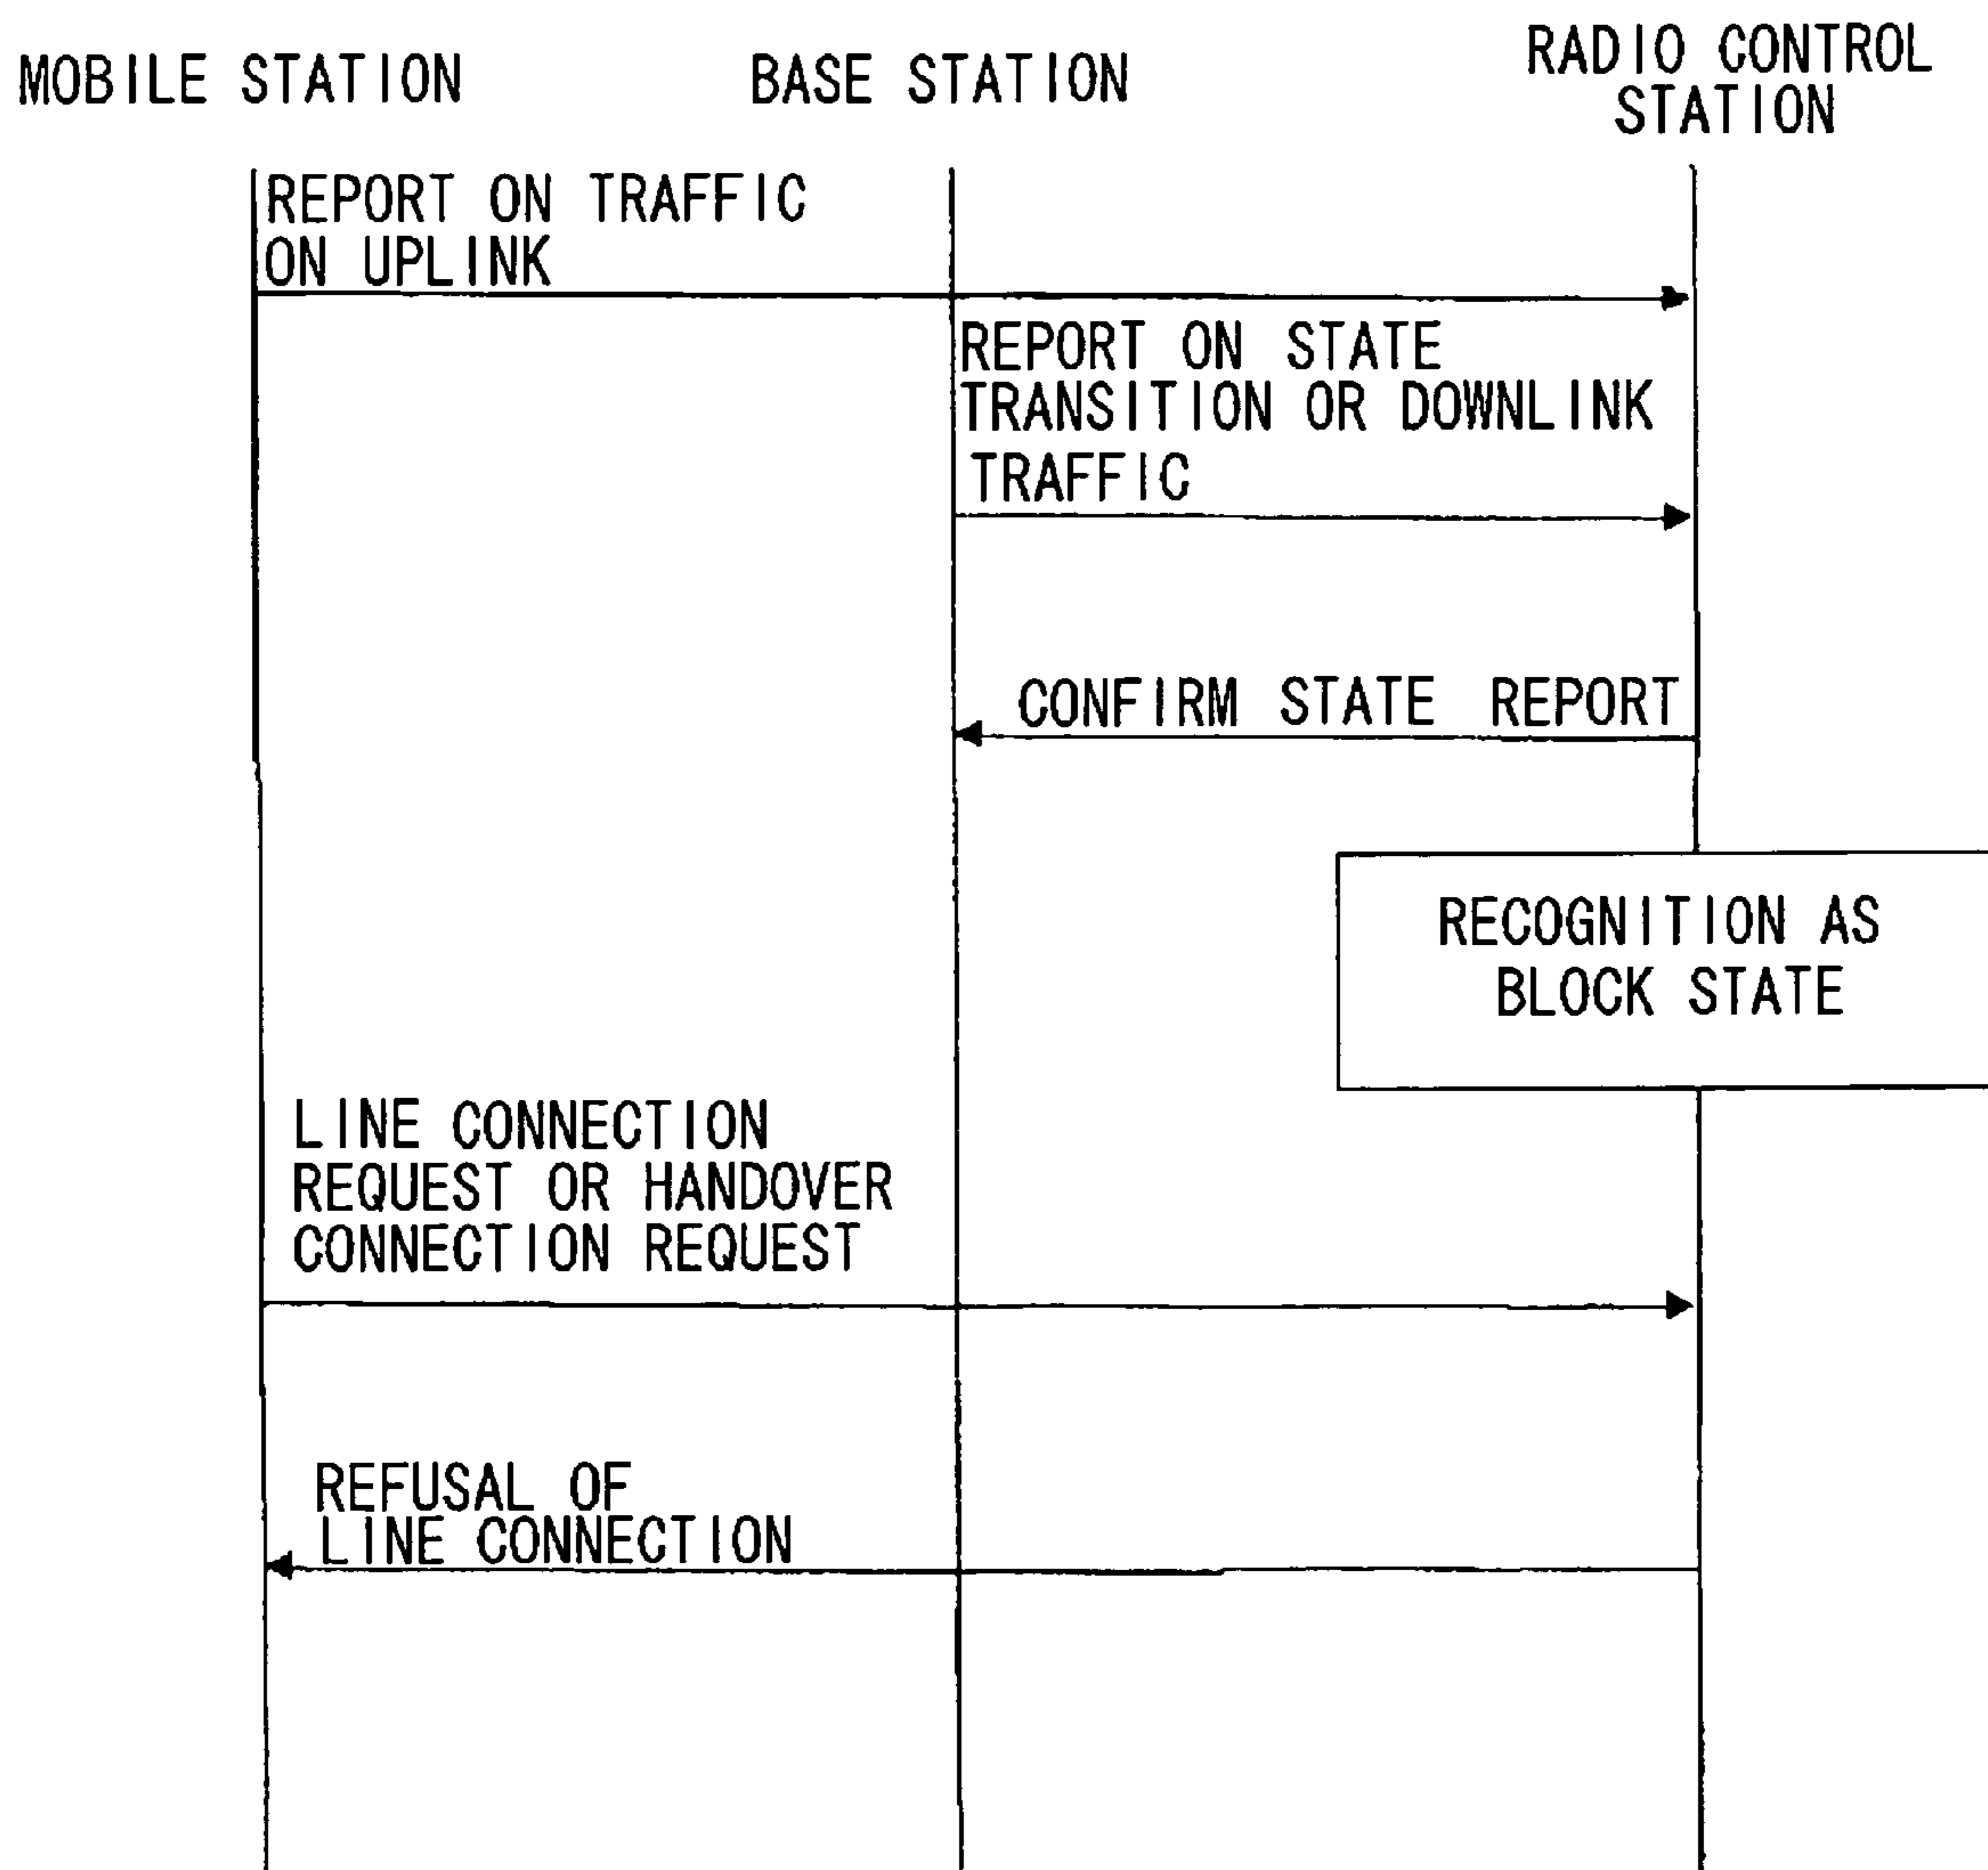 MOBILE STATION
BASE STATION
RADIO CONTROL
STATION
REPORT ON TRAFFIC
ON UPLINK
REPORT ON STATE
TRANSITION OR DOWNLINK
TRAFFIC
CONFIRM STATE REPORT
RECOGNITION AS
BLOCK STATE
LINE CONNECTION
REQUEST OR HANDOVER
CONNECTION REQUEST
REFUSAL OF
LINE CONNECTION